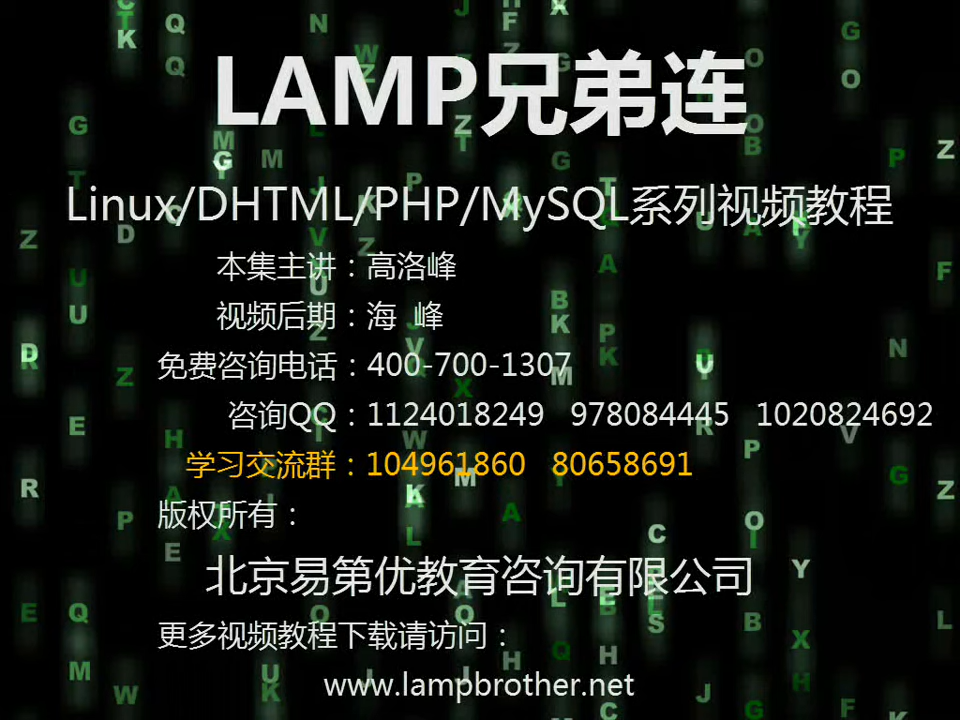 LAMP兄弟连
Linux/DHTML/PHP/MySQL系列视频教程
本集主讲：高洛峰
视频后期：海 峰
免费咨询电话：400-700-1307
咨询QQ：1124018249 978084445 1020824692
学习交流群：104961860 80658691
版权所有：
北京易第优教育咨询有限公司
更多视频教程下载请访问：
www.lampbrother.net